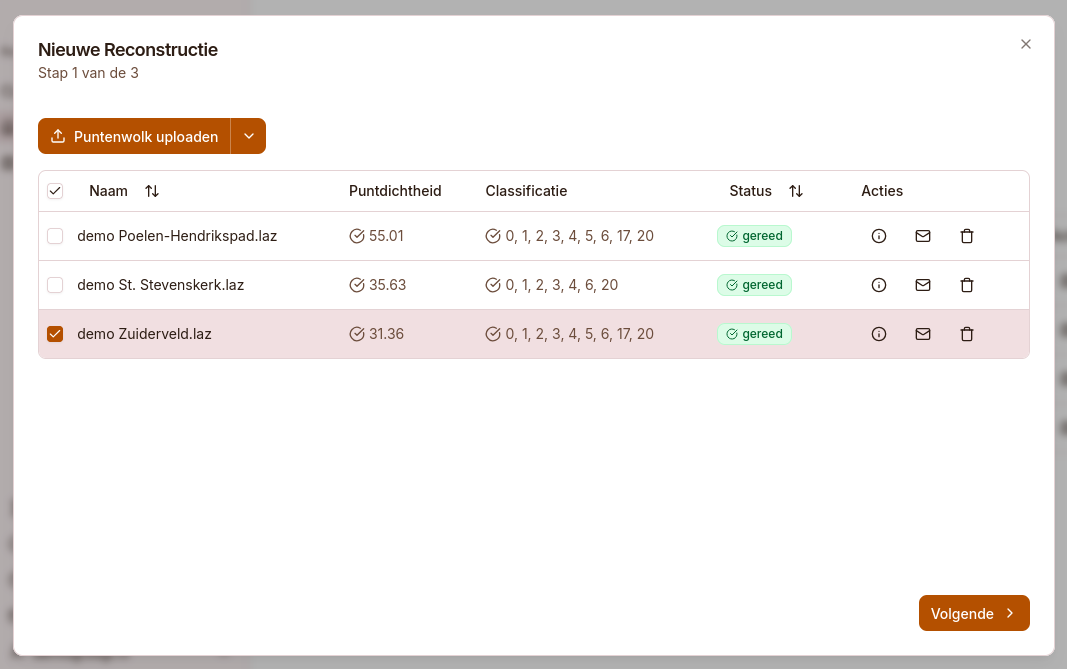 Nieuwe Reconstructie
Stap 1 van de 3
Puntenwolk uploaden
Naam Puntdichtheid Classificatie Status Acties
demo Poelen-Hendrikspad.laz 55.01 0, 1, 2, 3, 4, 5, 6, 17, 20 gereed
demo St. Stevenskerk.laz 35.63 0, 1, 2, 3, 4, 6, 20 gereed
demo Zuiderveld.laz 31.36 0, 1, 2, 3, 4, 5, 6, 17, 20 gereed
Volgende